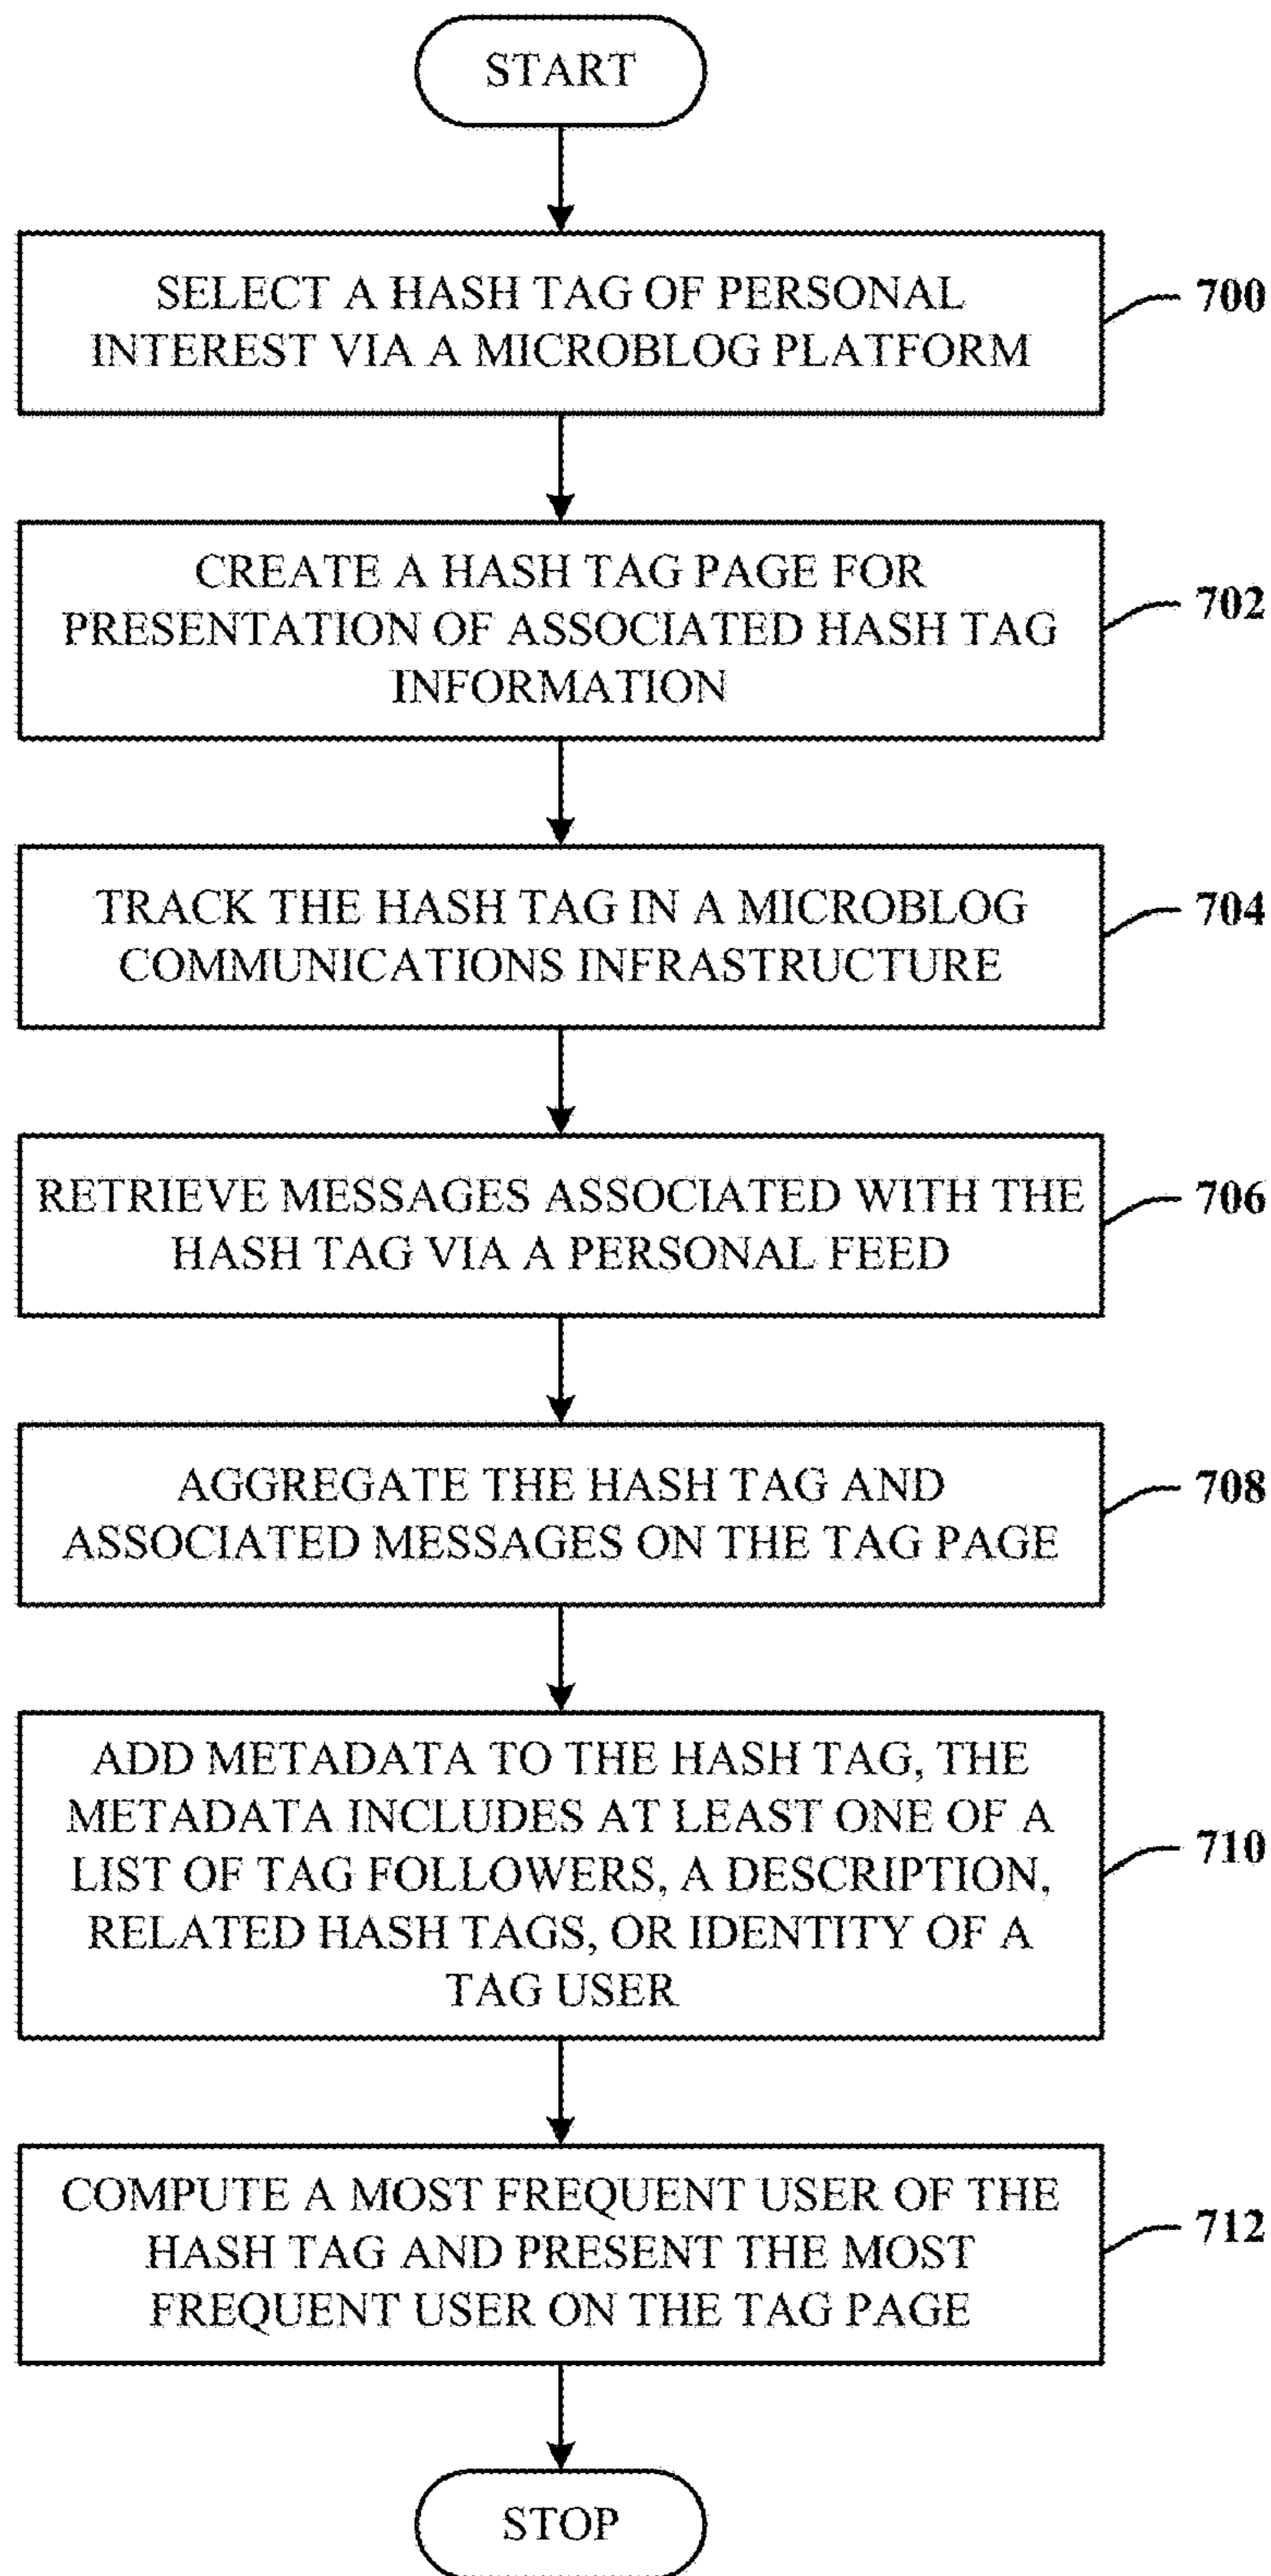 START
SELECT A HASH TAG OF PERSONAL
INTEREST VIA A MICROBLOG PLATFORM
700
CREATE A HASH TAG PAGE FOR
PRESENTATION OF ASSOCIATED HASH TAG
INFORMATION
702
TRACK THE HASH TAG IN A MICROBLOG
COMMUNICATIONS INFRASTRUCTURE
704
RETRIEVE MESSAGES ASSOCIATED WITH THE
HASH TAG VIA A PERSONAL FEED
706
AGGREGATE THE HASH TAG AND
ASSOCIATED MESSAGES ON THE TAG PAGE
708
ADD METADATA TO THE HASH TAG, THE
METADATA INCLUDES AT LEAST ONE OF A
LIST OF TAG FOLLOWERS, A DESCRIPTION,
RELATED HASH TAGS, OR IDENTITY OF A
TAG USER
710
COMPUTE A MOST FREQUENT USER OF THE
HASH TAG AND PRESENT THE MOST
FREQUENT USER ON THE TAG PAGE
712
STOP